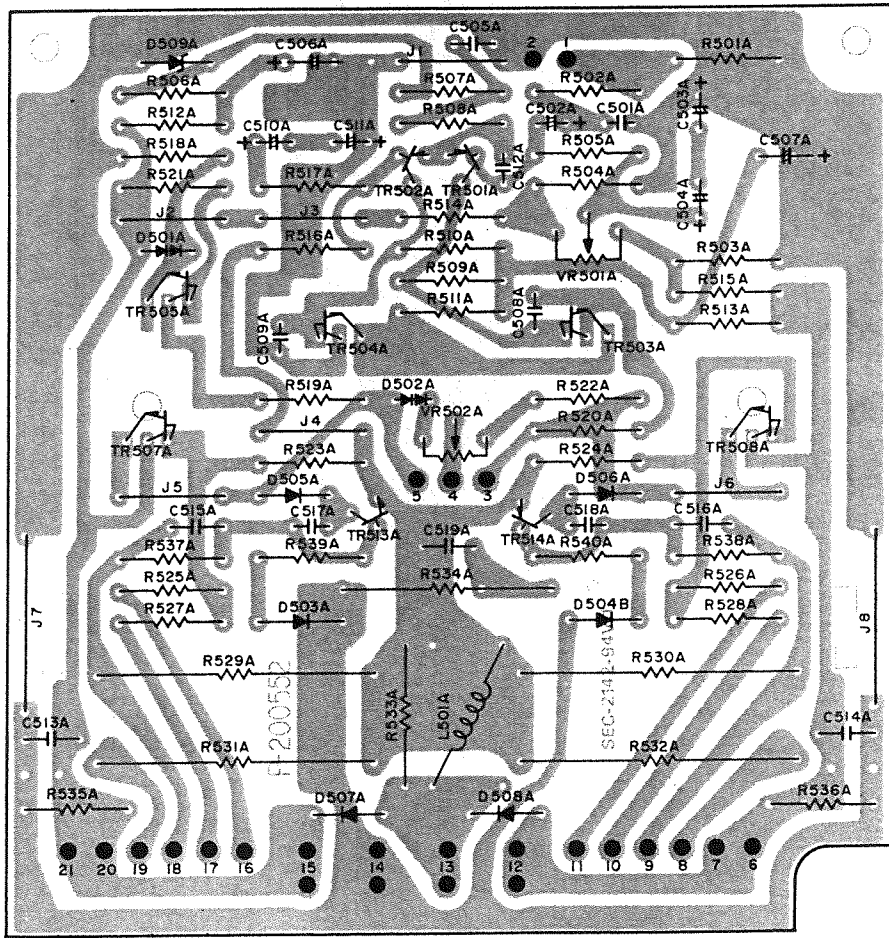 C505A
D509A C506A J1 2 1 R501A
R506A R507A R502A
C503A
R512A C510A C511A R508A C502A C501A
R518A R505A C507A
C512A
R521A R517A TR502A TR501A R504A
C504A
J2 J3 R514A
D501A R516A R510A R503A
VR501A
R509A R515A
TR505A R511A C508A R513A
C509A TR504A TR503A
R519A D502A R522A
VR502A
J4 R520A
TR507A R523A R524A TR508A
D505A 5 4 3 D506A
J5 J6
C515A C517A C518A C516A
TR513A C519A TR514A
R537A R539A R540A R538A
R525A R534A R526A
R527A D503A D504B R528A
J7 J8
R529A R530A
R533A L501A
F-200552
SEC-2142-94V0
C513A C514A
R531A R532A
R535A D507A D508A R536A
21 20 19 18 17 16 15 14 13 12 11 10 9 8 7 6